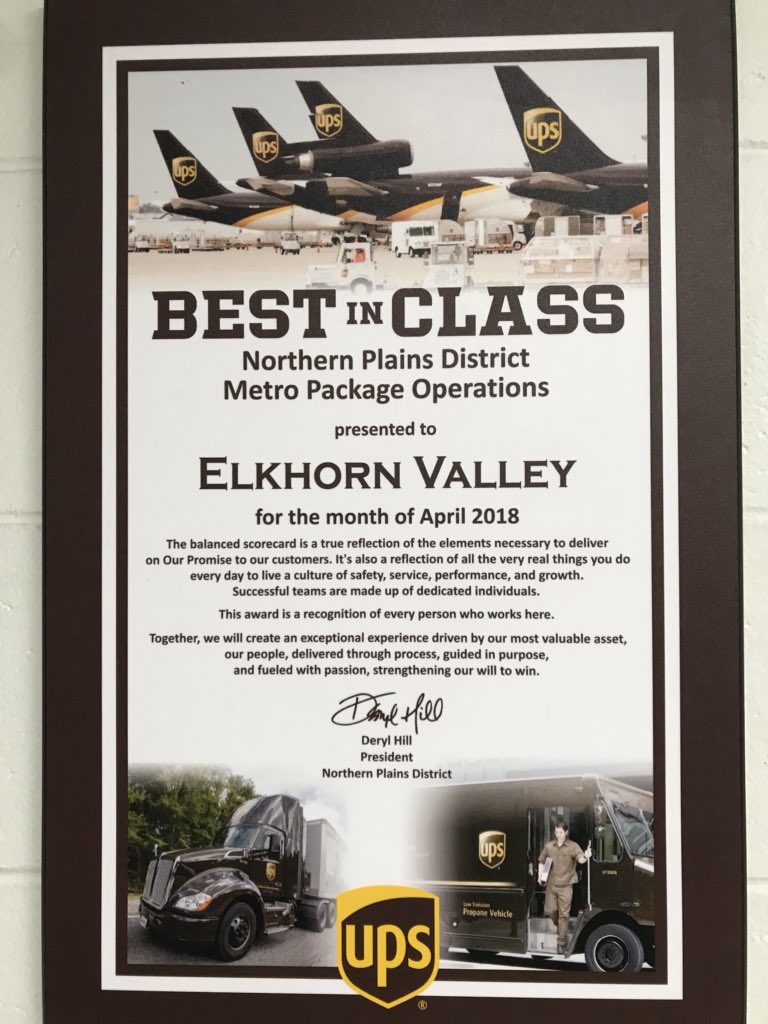 ups
ups
ups
ups
BEST IN CLASS
Northern Plains District
Metro Package Operations
presented to
ELKHORN VALLEY
for the month of April 2018
The balanced scorecard is a true reflection of the elements necessary to deliver
on Our Promise to our customers. It's also a reflection of all the very real things you do
every day to live a culture of safety, service, performance, and growth.
Successful teams are made up of dedicated individuals.
This award is a recognition of every person who works here.
Together, we will create an exceptional experience driven by our most valuable asset,
our people, delivered through process, guided in purpose,
and fueled with passion, strengthening our will to win.
Deryl Hill
Deryl Hill
President
Northern Plains District
ups
ups
Low Emission
Propane Vehicle
ups®